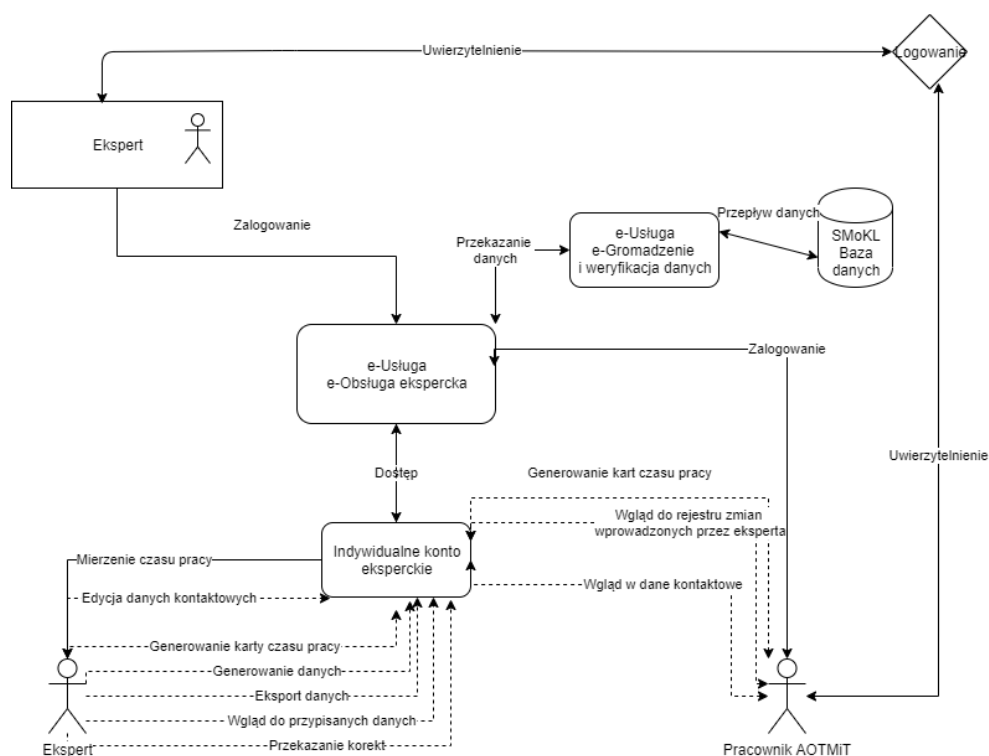 Uwierzytelnienie
Logowanie
Ekspert
Zalogowanie
Przekazanie
danych
e-Usługa
e-Gromadzenie
i weryfikacja danych
Przepływ danych
SMoKL
Baza
danych
e-Usługa
e-Obsługa ekspercka
Zalogowanie
Uwierzytelnienie
Dostęp
Generowanie kart czasu pracy
Wgląd do rejestru zmian
wprowadzonych przez eksperta
Indywidualne konto
eksperckie
Mierzenie czasu pracy
Wgląd w dane kontaktowe
Edycja danych kontaktowych
Generowanie karty czasu pracy
Generowanie danych
Eksport danych
Wgląd do przypisanych danych
Przekazanie korekt
Ekspert
Pracownik AOTMiT